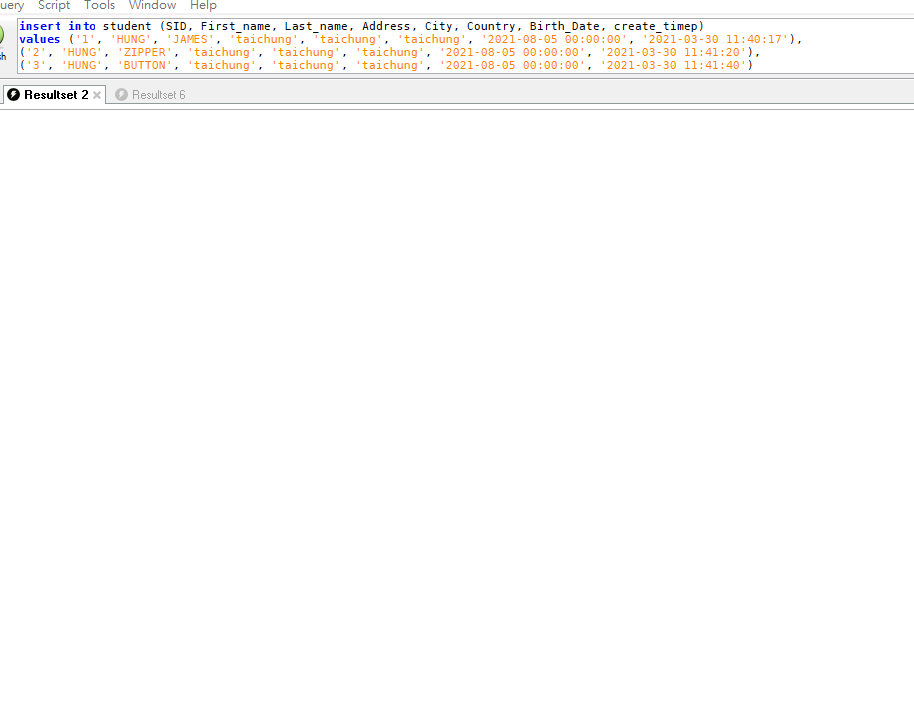 uery Script Tools Window Help
insert into student (SID, First_name, Last_name, Address, City, Country, Birth_Date, create_timep)
values ('1', 'HUNG', 'JAMES', 'taichung', 'taichung', 'taichung', '2021-08-05 00:00:00', '2021-03-30 11:40:17'),
('2', 'HUNG', 'ZIPPER', 'taichung', 'taichung', 'taichung', '2021-08-05 00:00:00', '2021-03-30 11:41:20'),
sh
('3', 'HUNG', 'BUTTON', 'taichung', 'taichung', 'taichung', '2021-08-05 00:00:00', '2021-03-30 11:41:40')
Resultset 2 Resultset 6